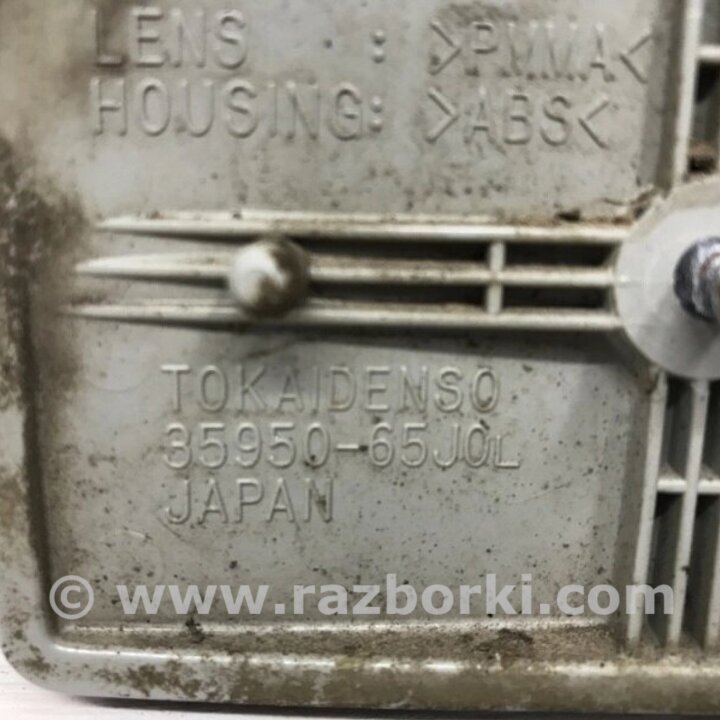 LENS : >PMMA<
HOUSING: >ABS<
TOKAIDENSO
35950-65J0L
JAPAN
© www.razborki.com